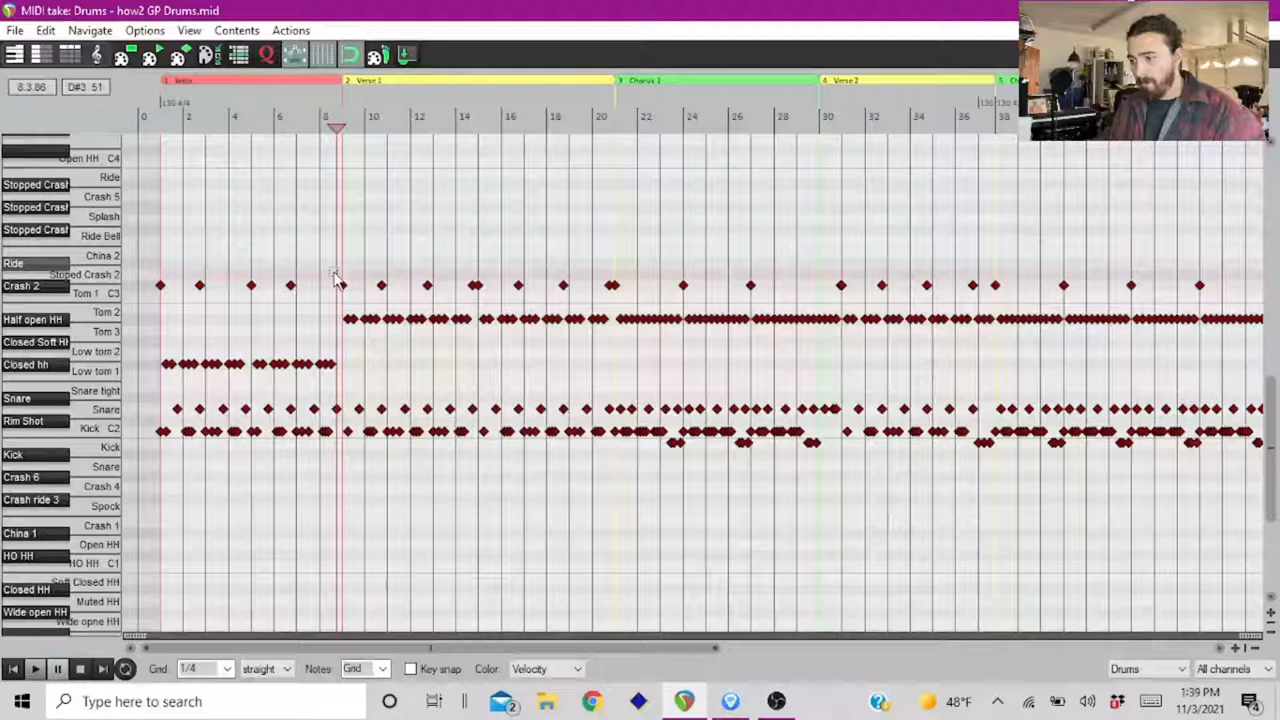 MIDI take: Drums - how2 GP Drums.mid
File Edit Navigate Options View Contents Actions
8.3.86 D#3 51
1 Intro 2 Verse 1 3 Chorus 1 4 Verse2
130 4/4
0 2 4 6 8 10 12 14 16 18 20 22 24 26 28 30 32 34 36 38
Open HH C4
Ride
Stopped Crash
Crash 5
Stopped Crash
Splash
Stopped Crash
Ride Bell
China 2
Ride
Stoped Crash 2
Crash 2
Tom 1 C3
Tom 2
Half open HH
Tom 3
Closed Soft H
Low tom 2
Closed hh
Low tom 1
Snare tight
Snare
Snare
Rim Shot
Kick C2
Kick
Kick
Snare
Crash 6
Crash 4
Crash ride 3
Spock
Crash 1
China 1
Open HH
HO HH
HO HH C1
Soft Closed HH
Closed HH
Muted HH
Wide open HH
Wide opne HH
Grid: 1/4 straight Notes: Grid Key snap Color: Velocity Drums All channels
Type here to search
2
48°F
1:39 PM
11/3/2021
4